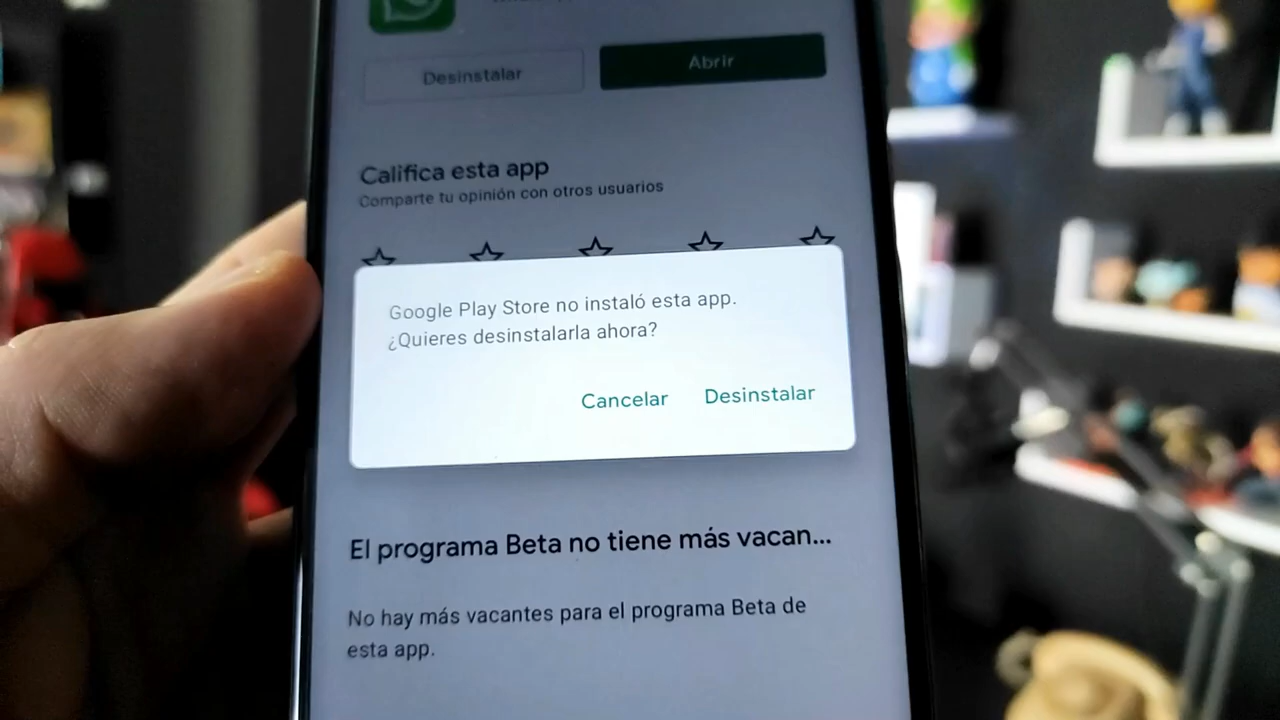 Desinstalar
Abrir
Califica esta app
Comparte tu opinión con otros usuarios
Google Play Store no instaló esta app.
¿Quieres desinstalarla ahora?
Cancelar
Desinstalar
El programa Beta no tiene más vacan...
No hay más vacantes para el programa Beta de
esta app.